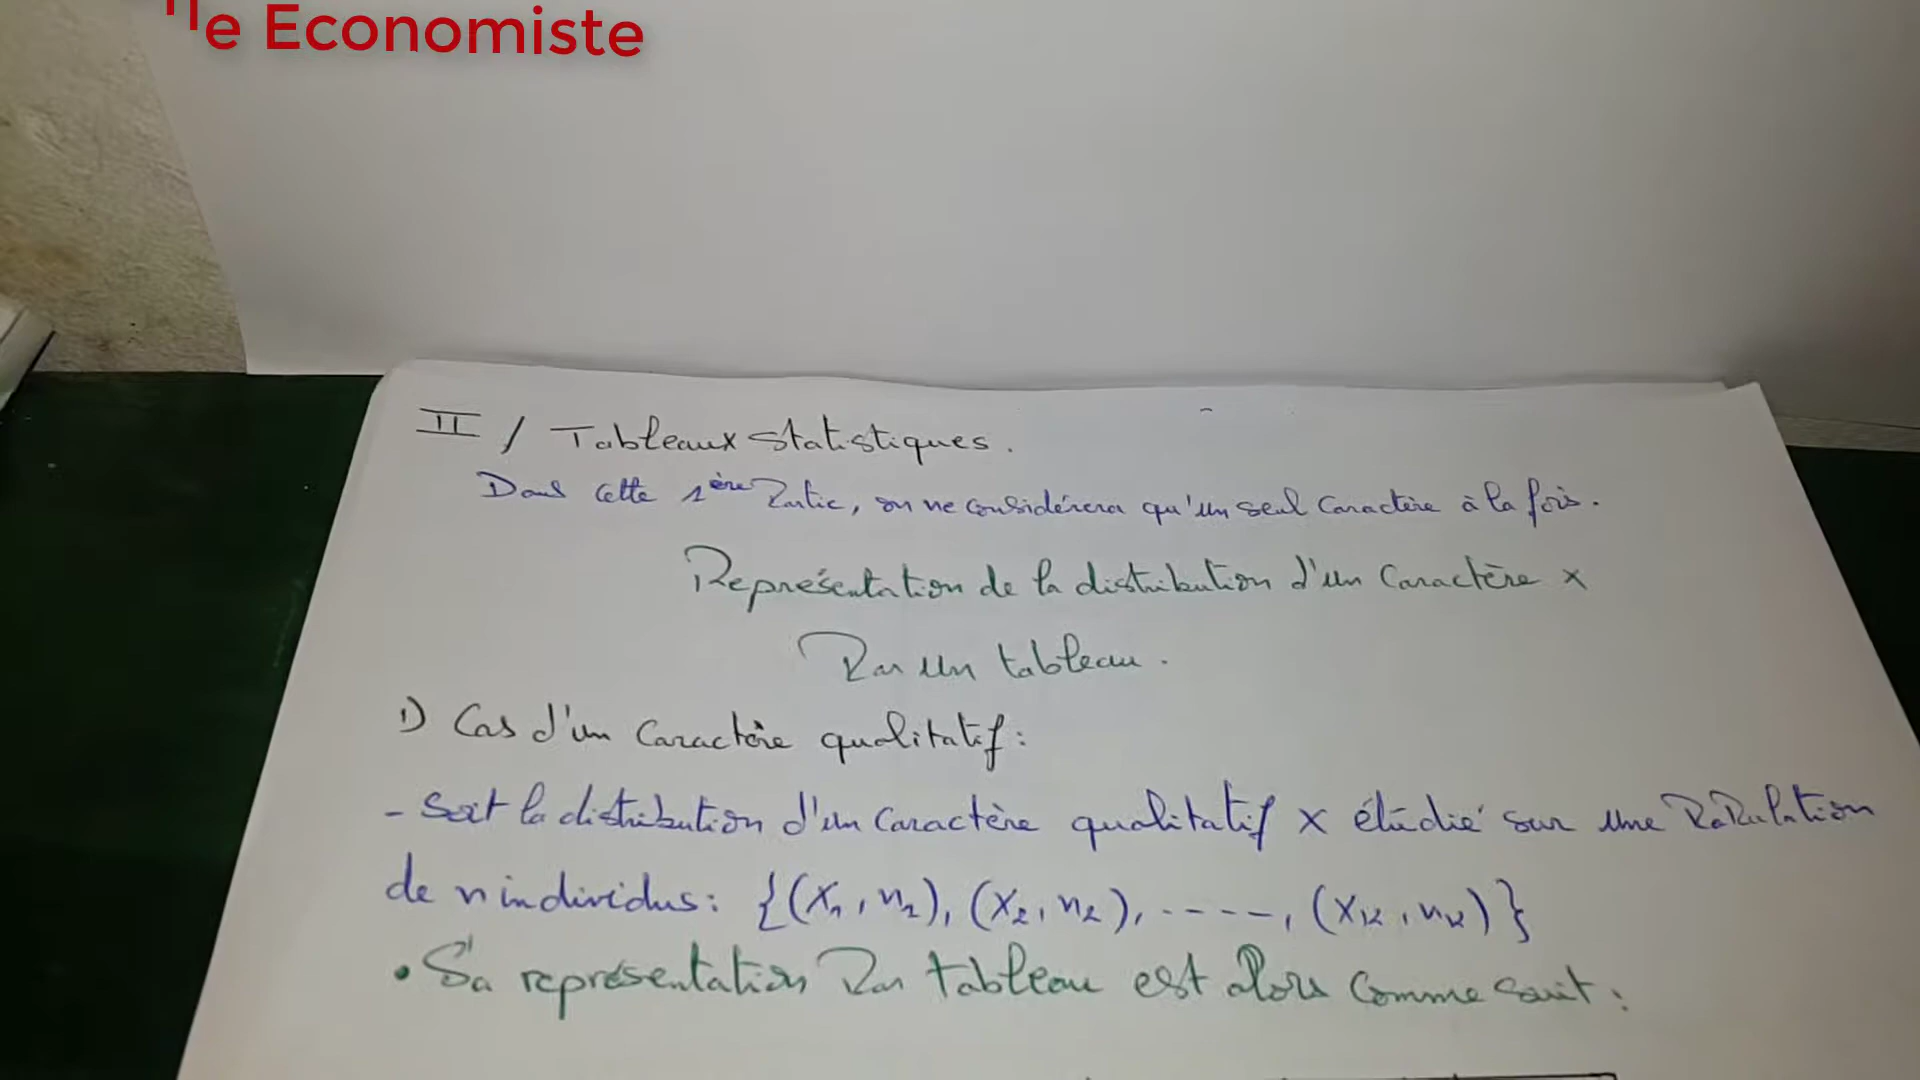 le Economiste
II / Tableaux statistiques.
Dans cette 1ère Partie, on ne considérera qu'un seul Caractère à la fois.
Représentation de la distribution d'un Caractère X
Par un tableau.
1) Cas d'un Caractère qualitatif :
- Soit la distribution d'un Caractère qualitatif X étudié sur une Population
de n individus : {(X1, n1), (X2, n2), -----, (XK, nK)}
• Sa représentation Par tableau est alors comme suit :